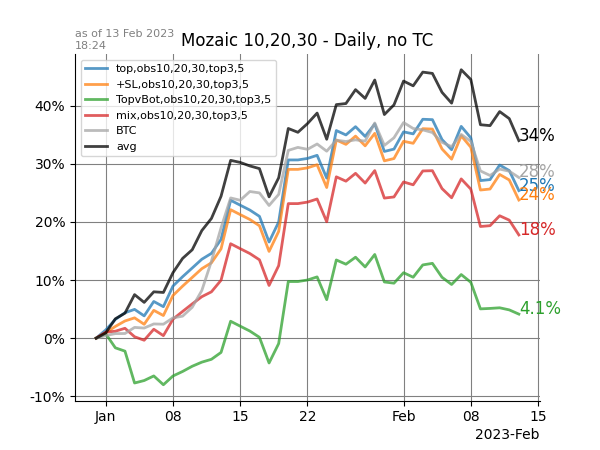 as of 13 Feb 2023
18:24
Mozaic 10,20,30 - Daily, no TC
top,obs10,20,30,top3,5
+SL,obs10,20,30,top3,5
TopvBot,obs10,20,30,top3,5
mix,obs10,20,30,top3,5
BTC
avg
40%
30%
20%
10%
0%
-10%
34%
28%
25%
24%
18%
4.1%
Jan
08
15
22
Feb
08
15
2023-Feb